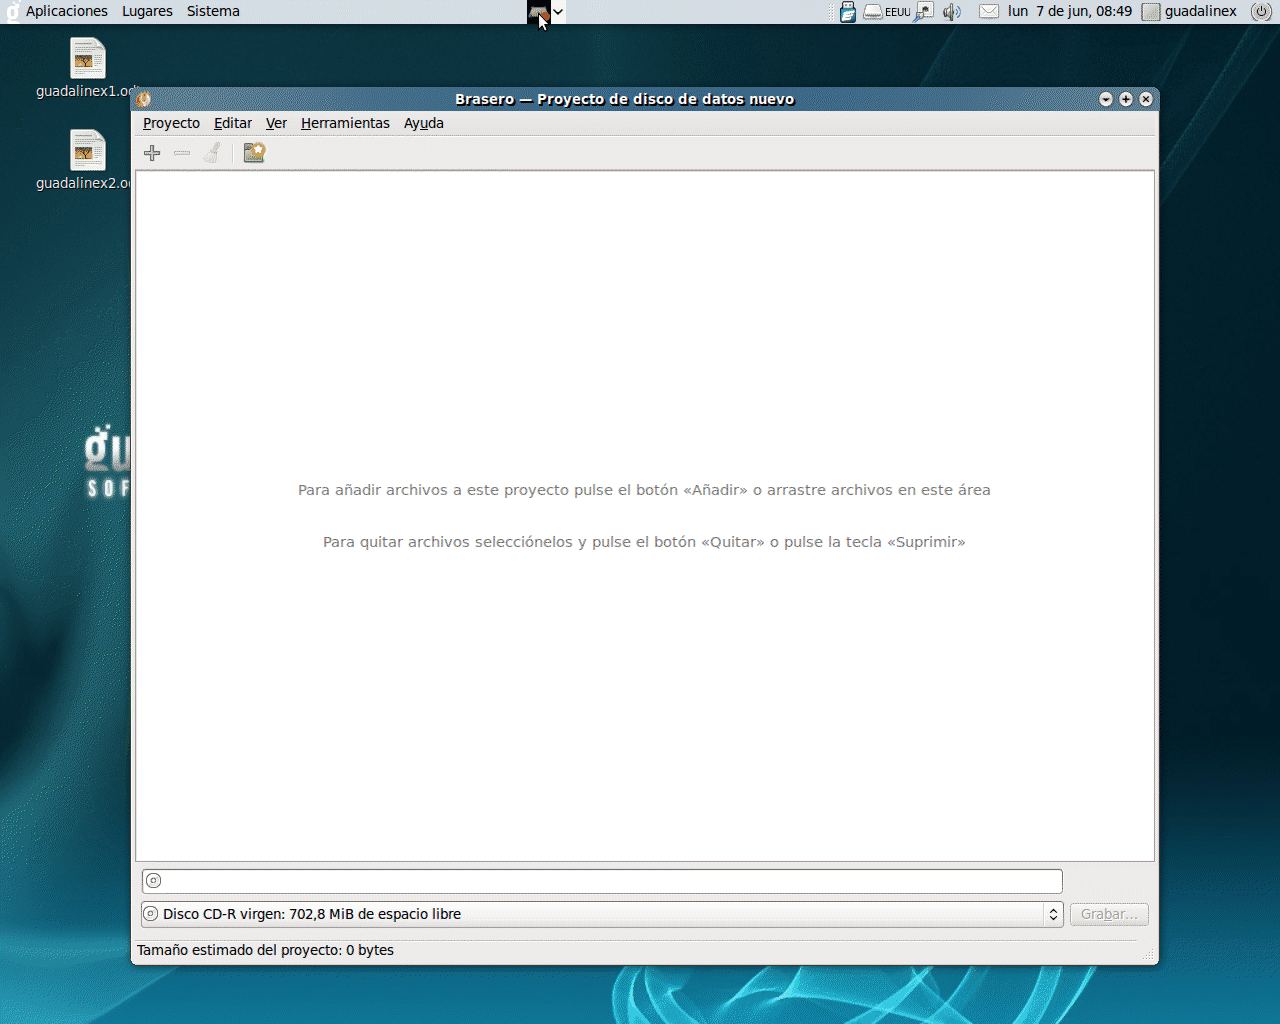 Aplicaciones Lugares Sistema
EEUU lun 7 de jun, 08:49 guadalinex
guadalinex1.od
guadalinex2.o
gu
SOF
Brasero — Proyecto de disco de datos nuevo
Proyecto Editar Ver Herramientas Ayuda
Para añadir archivos a este proyecto pulse el botón «Añadir» o arrastre archivos en este área
Para quitar archivos selecciónelos y pulse el botón «Quitar» o pulse la tecla «Suprimir»
Disco CD-R virgen: 702,8 MiB de espacio libre
Grabar...
Tamaño estimado del proyecto: 0 bytes